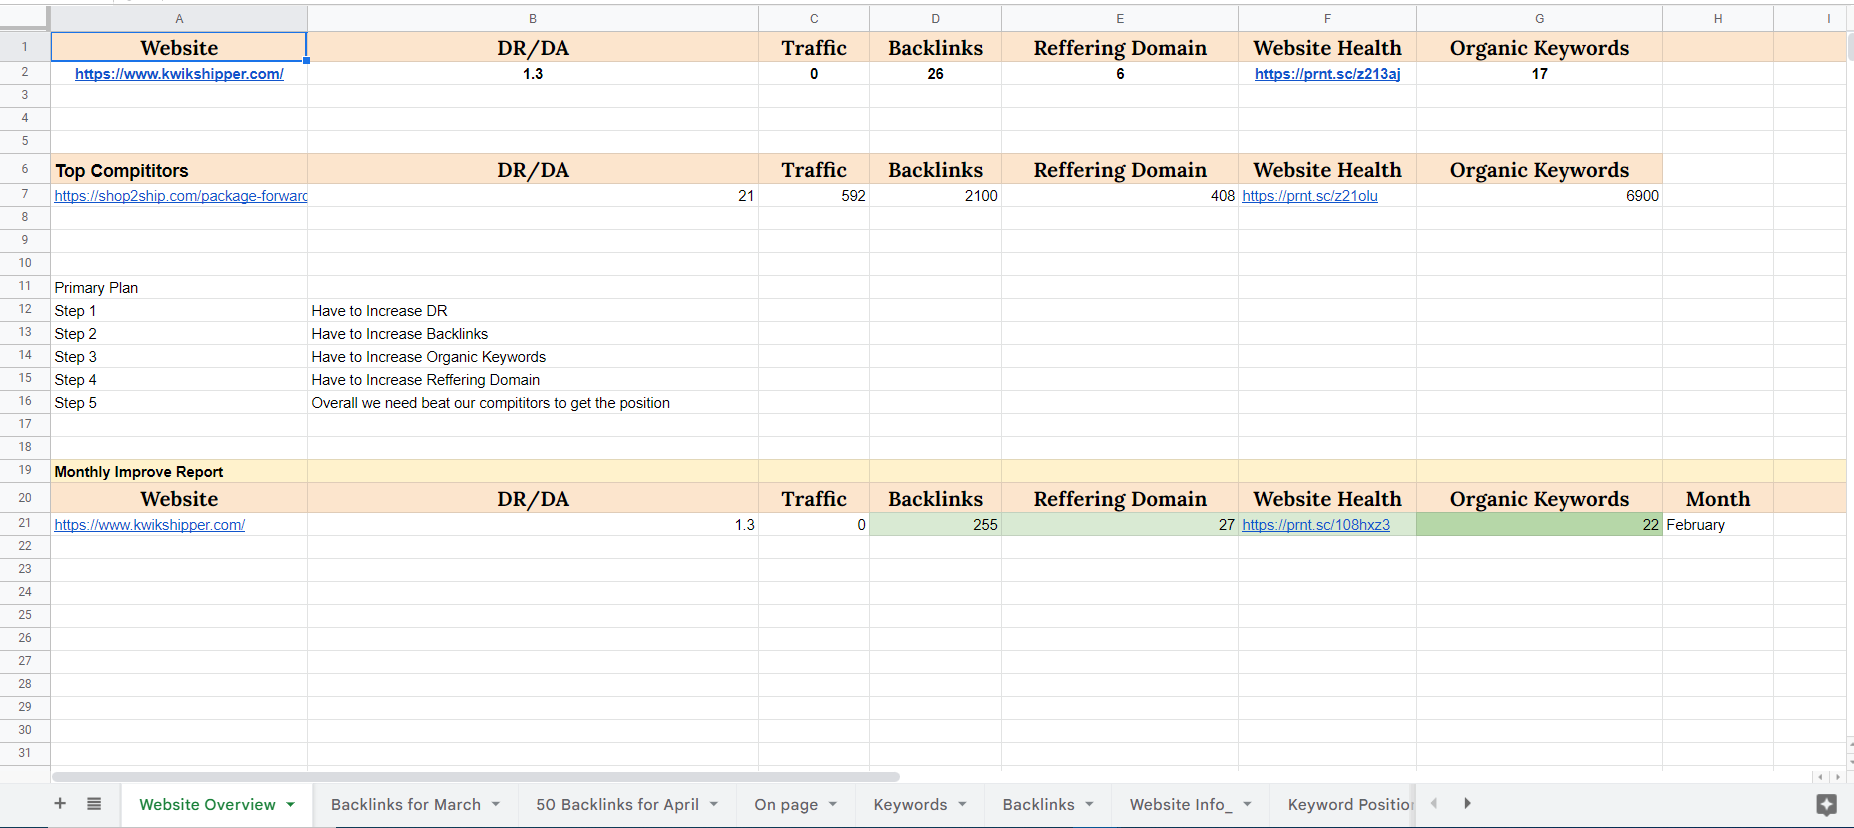 A B C D E F G H I
1 Website DR/DA Traffic Backlinks Reffering Domain Website Health Organic Keywords
2 https://www.kwikshipper.com/ 1.3 0 26 6 https://prnt.sc/z213aj 17
3
4
5
6 Top Compititors DR/DA Traffic Backlinks Reffering Domain Website Health Organic Keywords
7 https://shop2ship.com/package-forward 21 592 2100 408 https://prnt.sc/z21olu 6900
8
9
10
11 Primary Plan
12 Step 1 Have to Increase DR
13 Step 2 Have to Increase Backlinks
14 Step 3 Have to Increase Organic Keywords
15 Step 4 Have to Increase Reffering Domain
16 Step 5 Overall we need beat our compititors to get the position
17
18
19 Monthly Improve Report
20 Website DR/DA Traffic Backlinks Reffering Domain Website Health Organic Keywords Month
21 https://www.kwikshipper.com/ 1.3 0 255 27 https://prnt.sc/108hxz3 22 February
22
23
24
25
26
27
28
29
30
31
+ Website Overview Backlinks for March 50 Backlinks for April On page Keywords Backlinks Website Info_ Keyword Position